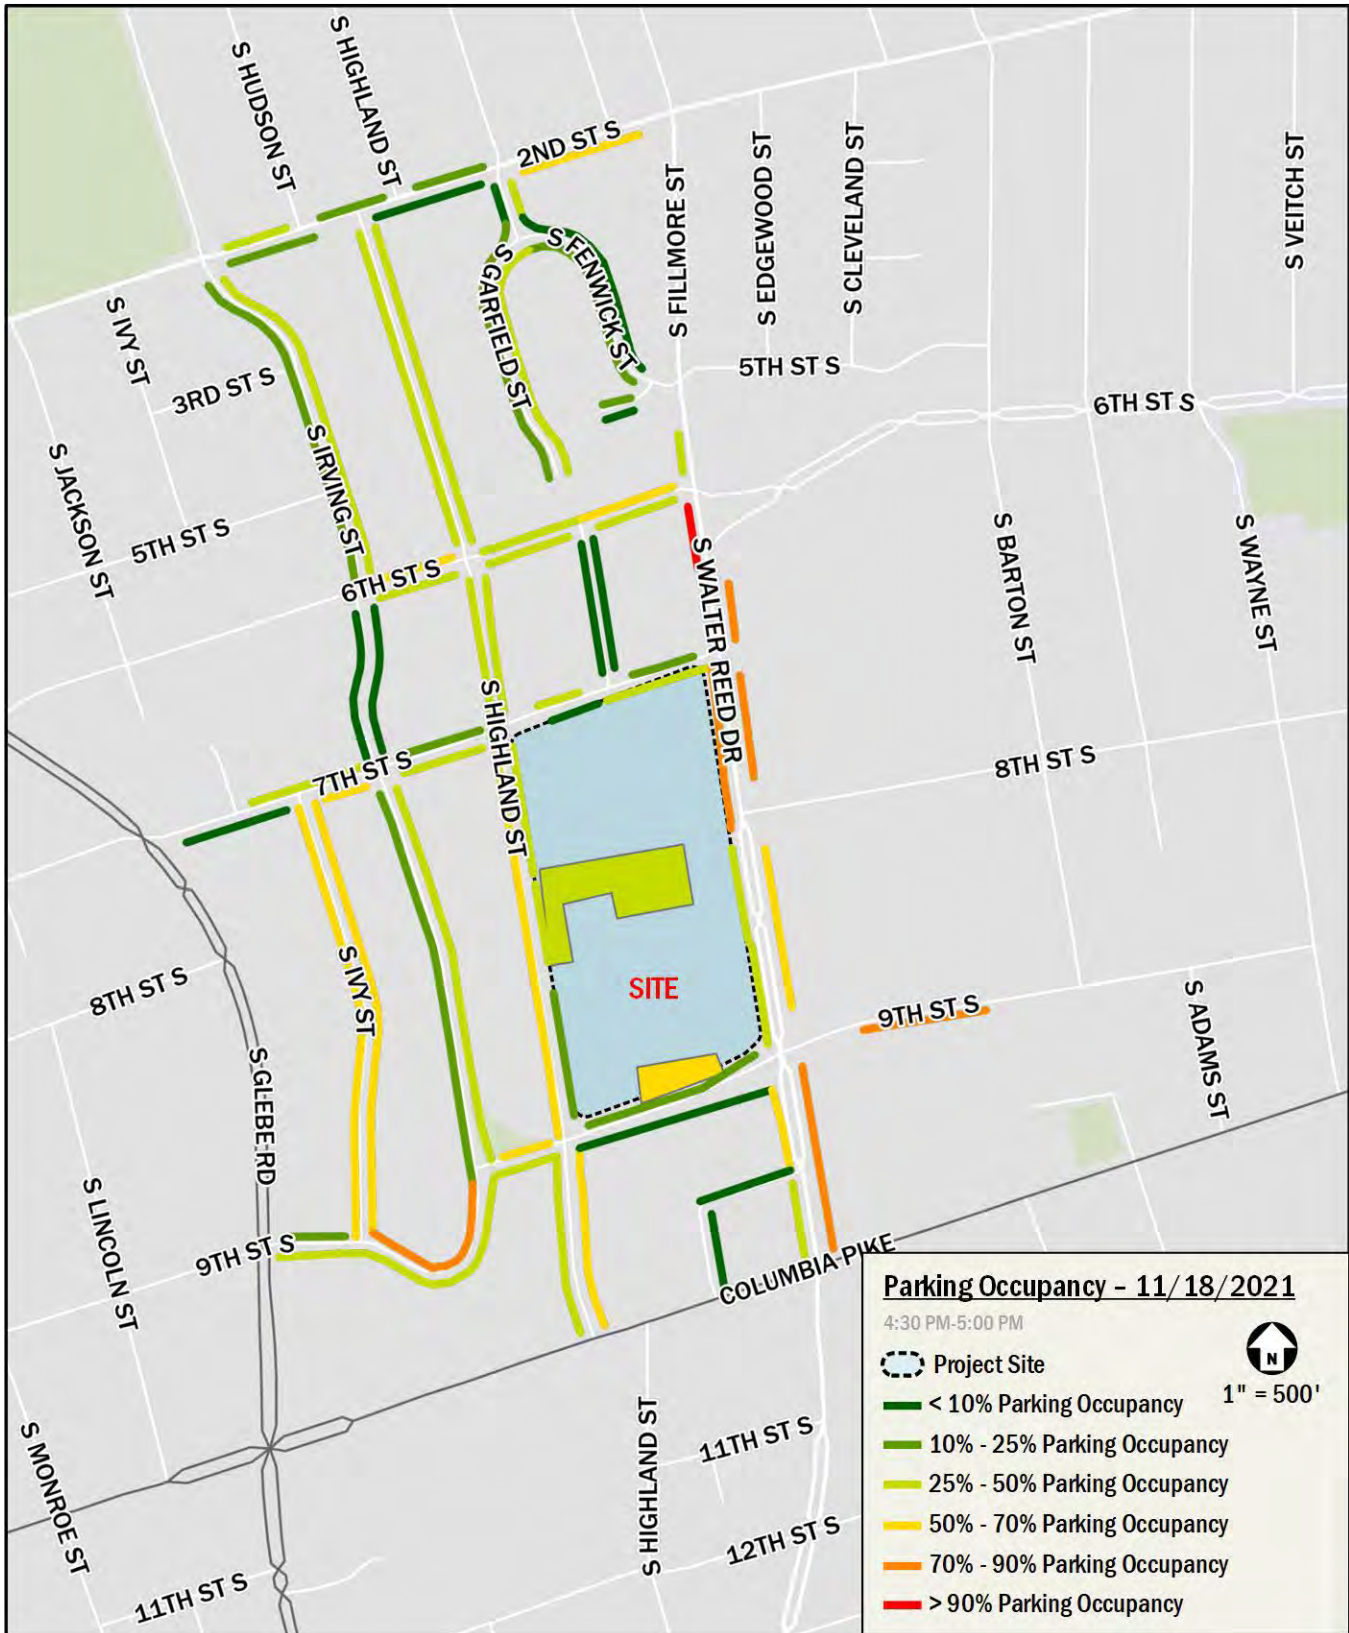 S HUDSON ST
S HIGHLAND ST
2ND ST S
S FILLMORE ST
S EDGEWOOD ST
S CLEVELAND ST
S VEITCH ST
S IVY ST
3RD ST S
S GARFIELD ST
S FENWICK ST
5TH ST S
6TH ST S
S JACKSON ST
S IRVING ST
5TH ST S
6TH ST S
S WALTER REED DR
S BARTON ST
S WAYNE ST
S HIGHLAND ST
7TH ST S
8TH ST S
8TH ST S
S IVY ST
SITE
9TH ST S
S ADAMS ST
S GLEBE RD
S LINCOLN ST
9TH ST S
COLUMBIA PIKE
S MONROE ST
11TH ST S
S HIGHLAND ST
11TH ST S
12TH ST S
Parking Occupancy – 11/18/2021
4:30 PM-5:00 PM
Project Site
N
1" = 500'
< 10% Parking Occupancy
10% - 25% Parking Occupancy
25% - 50% Parking Occupancy
50% - 70% Parking Occupancy
70% - 90% Parking Occupancy
> 90% Parking Occupancy